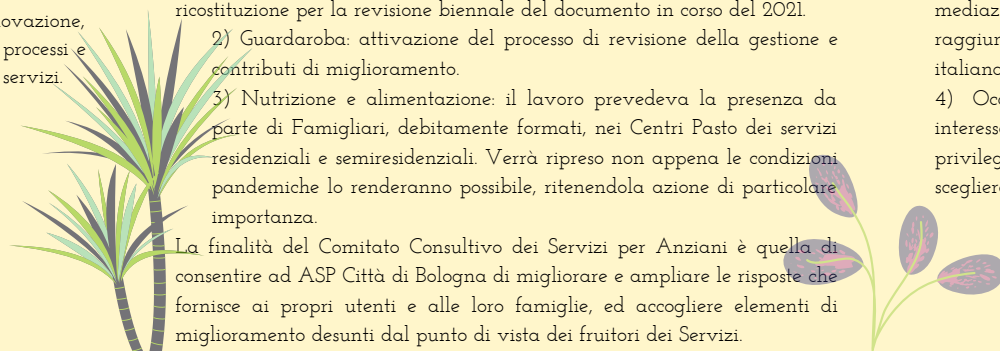 ovazione,
processi e
servizi.
ricostituzione per la revisione biennale del documento in corso del 2021.
2) Guardaroba: attivazione del processo di revisione della gestione e
contributi di miglioramento.
3) Nutrizione e alimentazione: il lavoro prevedeva la presenza da
parte di Famigliari, debitamente formati, nei Centri Pasto dei servizi
residenziali e semiresidenziali. Verrà ripreso non appena le condizioni
pandemiche lo renderanno possibile, ritenendola azione di particolare
importanza.
La finalità del Comitato Consultivo dei Servizi per Anziani è quella di
consentire ad ASP Città di Bologna di migliorare e ampliare le risposte che
fornisce ai propri utenti e alle loro famiglie, ed accogliere elementi di
miglioramento desunti dal punto di vista dei fruitori dei Servizi.
mediaz
raggiun
italiano
4) Occ
interess
privileg
sceglier